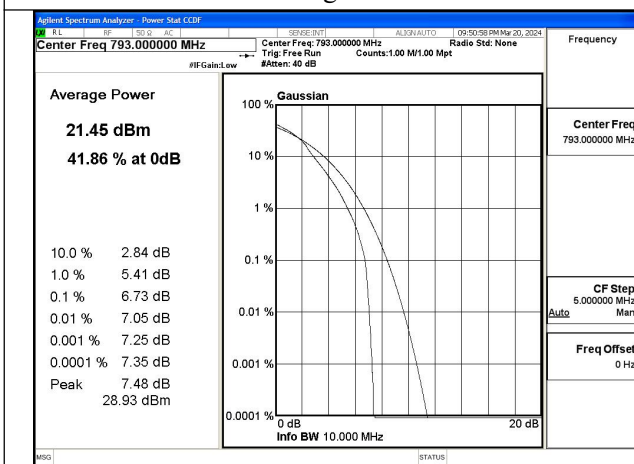 Agilent Spectrum Analyzer - Power Stat CCDF
RL RF 50 Ω AC SENSE:INT ALIGN AUTO 09:50:58 PM Mar 20, 2024
Center Freq 793.000000 MHz
Center Freq: 793.000000 MHz Radio Std: None
Trig: Free Run Counts:1.00 M/1.00 Mpt
#IFGain:Low #Atten: 40 dB
Frequency
Average Power
21.45 dBm
41.86 % at 0dB
10.0 % 2.84 dB
1.0 % 5.41 dB
0.1 % 6.73 dB
0.01 % 7.05 dB
0.001 % 7.25 dB
0.0001 % 7.35 dB
Peak 7.48 dB
28.93 dBm
Gaussian
100 %
10 %
1 %
0.1 %
0.01 %
0.001 %
0.0001 %
0 dB 20 dB
Info BW 10.000 MHz
Center Freq
793.000000 MHz
CF Step
5.000000 MHz
Auto Man
Freq Offset
0 Hz
MSG STATUS